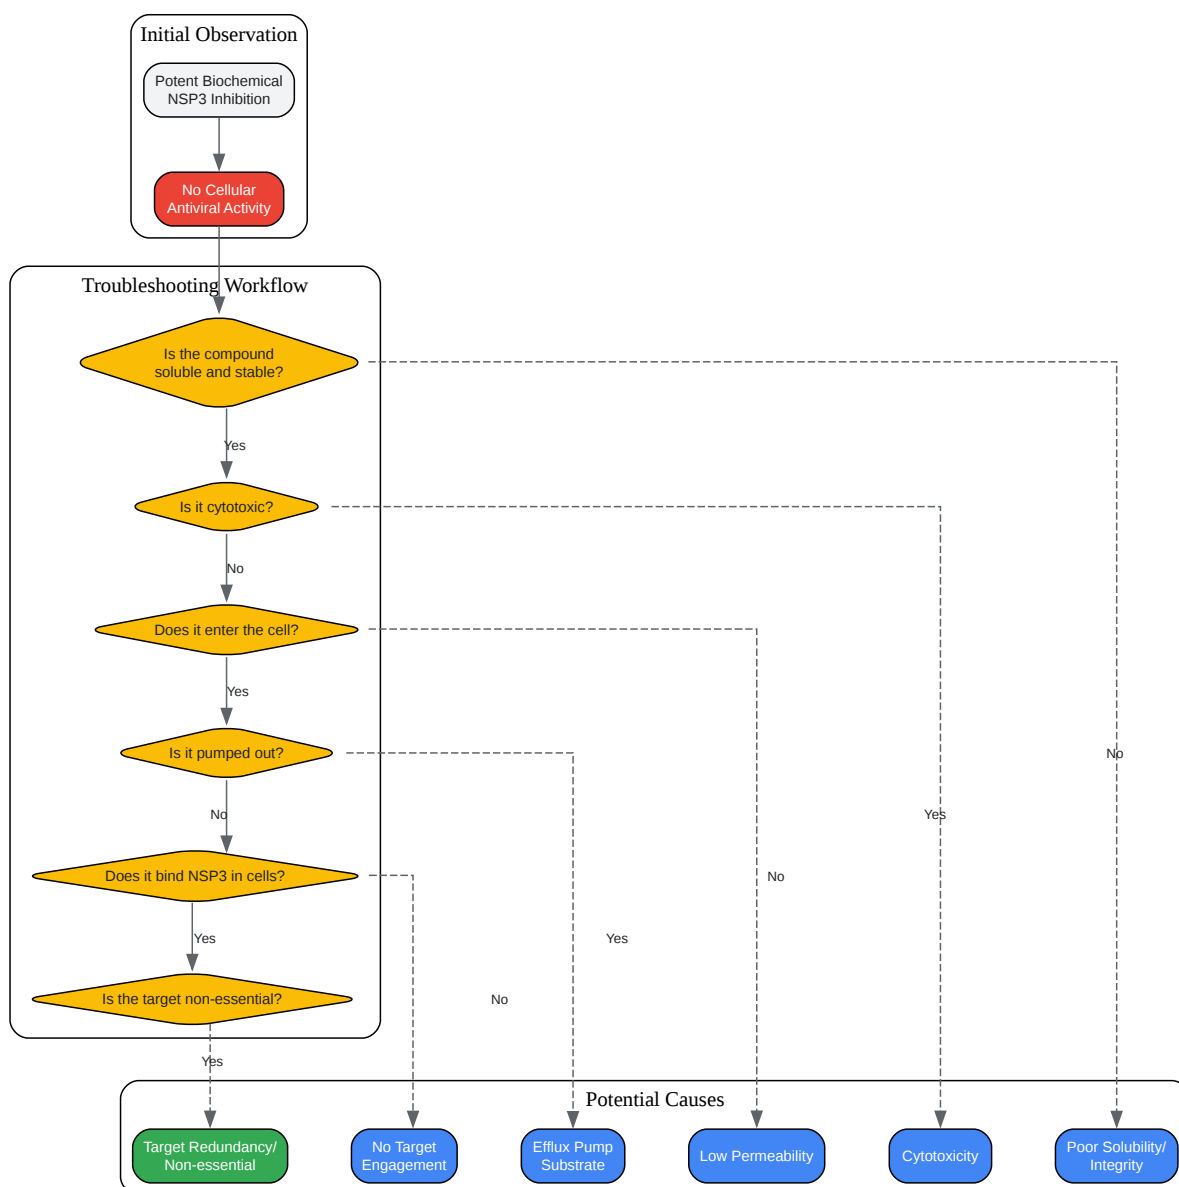 Initial Observation
Potent Biochemical
NSP3 Inhibition
No Cellular
Antiviral Activity
Troubleshooting Workflow
Is the compound
soluble and stable?
Yes
Is it cytotoxic?
No
Does it enter the cell?
Yes
Is it pumped out?
No
No
Yes
Does it bind NSP3 in cells?
No
Yes
Yes
Is the target non-essential?
No
Yes
Potential Causes
Target Redundancy/
Non-essential
No Target
Engagement
Efflux Pump
Substrate
Low Permeability
Cytotoxicity
Poor Solubility/
Integrity